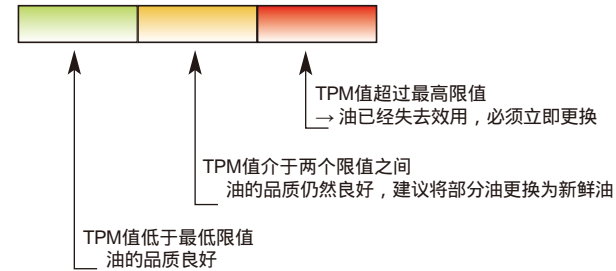 TPM值超过最高限值
→ 油已经失去效用，必须立即更换
TPM值介于两个限值之间
油的品质仍然良好，建议将部分油更换为新鲜油
TPM值低于最低限值
油的品质良好